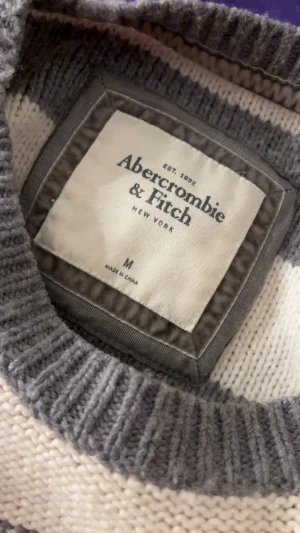 EST. 1892
Abercrombie
& Fitch
NEW YORK
M
MADE IN CHINA